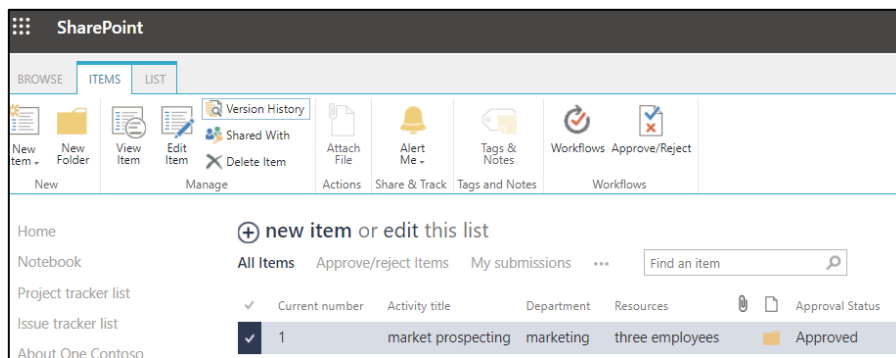 SharePoint
BROWSE ITEMS LIST
Version History
Shared With
Delete Item
New
Item
New
Folder
View
Item
Edit
Item
Attach
File
Alert
Me
Tags &
Notes
Workflows Approve/Reject
New Manage Actions Share & Track Tags and Notes Workflows
Home
Notebook
Project tracker list
Issue tracker list
About One Contoso
new item or edit this list
All Items Approve/reject Items My submissions ...
Find an item
Current number Activity title Department Resources Approval Status
1 market prospecting marketing three employees Approved